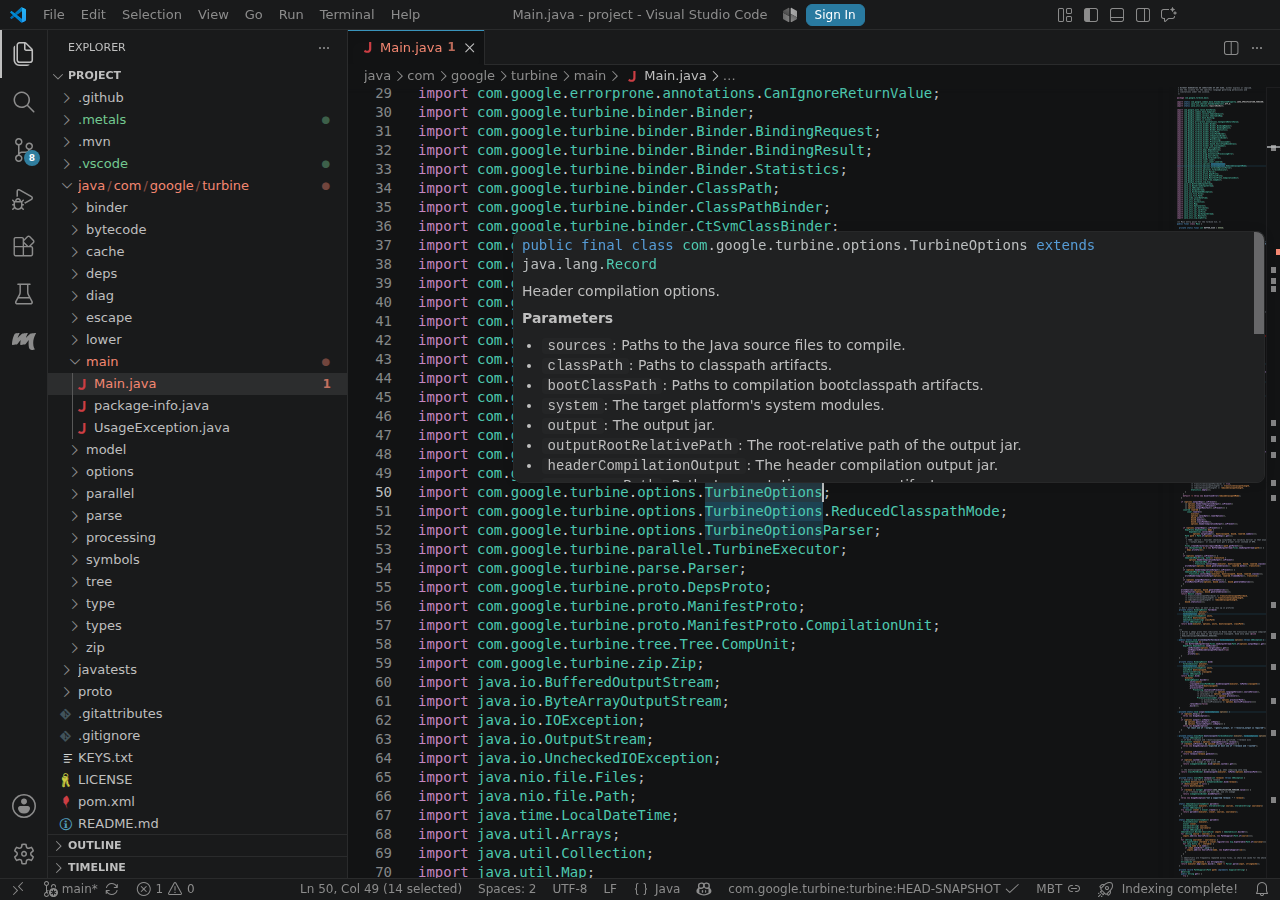 File Edit Selection View Go Run Terminal Help
Main.java - project - Visual Studio Code
Sign In
EXPLORER
PROJECT
.github
.metals
.mvn
.vscode
java/com/google/turbine
binder
bytecode
cache
deps
diag
escape
lower
main
Main.java 1
package-info.java
UsageException.java
model
options
parallel
parse
processing
symbols
tree
type
types
zip
javatests
proto
.gitattributes
.gitignore
KEYS.txt
LICENSE
pom.xml
README.md
OUTLINE
TIMELINE
8
Main.java 1
java > com > google > turbine > main > Main.java > ...
29 import com.google.errorprone.annotations.CanIgnoreReturnValue;
30 import com.google.turbine.binder.Binder;
31 import com.google.turbine.binder.Binder.BindingRequest;
32 import com.google.turbine.binder.Binder.BindingResult;
33 import com.google.turbine.binder.Binder.Statistics;
34 import com.google.turbine.binder.ClassPath;
35 import com.google.turbine.binder.ClassPathBinder;
36 import com.google.turbine.binder.CtSymClassBinder;
37 import com.
38 import com.
39 import com.
40 import com.
41 import com.
42 import com.
43 import com.
44 import com.
45 import com.
46 import com.
47 import com.
48 import com.
49 import com.
public final class com.google.turbine.options.TurbineOptions extends
java.lang.Record
Header compilation options.
Parameters
• sources : Paths to the Java source files to compile.
• classPath : Paths to classpath artifacts.
• bootClassPath : Paths to compilation bootclasspath artifacts.
• system : The target platform's system modules.
• output : The output jar.
• outputRootRelativePath : The root-relative path of the output jar.
• headerCompilationOutput : The header compilation output jar.
50 import com.google.turbine.options.TurbineOptions;
51 import com.google.turbine.options.TurbineOptions.ReducedClasspathMode;
52 import com.google.turbine.options.TurbineOptionsParser;
53 import com.google.turbine.parallel.TurbineExecutor;
54 import com.google.turbine.parse.Parser;
55 import com.google.turbine.proto.DepsProto;
56 import com.google.turbine.proto.ManifestProto;
57 import com.google.turbine.proto.ManifestProto.CompilationUnit;
58 import com.google.turbine.tree.Tree.CompUnit;
59 import com.google.turbine.zip.Zip;
60 import java.io.BufferedOutputStream;
61 import java.io.ByteArrayOutputStream;
62 import java.io.IOException;
63 import java.io.OutputStream;
64 import java.io.UncheckedIOException;
65 import java.nio.file.Files;
66 import java.nio.file.Path;
67 import java.time.LocalDateTime;
68 import java.util.Arrays;
69 import java.util.Collection;
70 import java.util.Map;
main* 1 0 Ln 50, Col 49 (14 selected) Spaces: 2 UTF-8 LF { } Java com.google.turbine:turbine:HEAD-SNAPSHOT MBT Indexing complete!